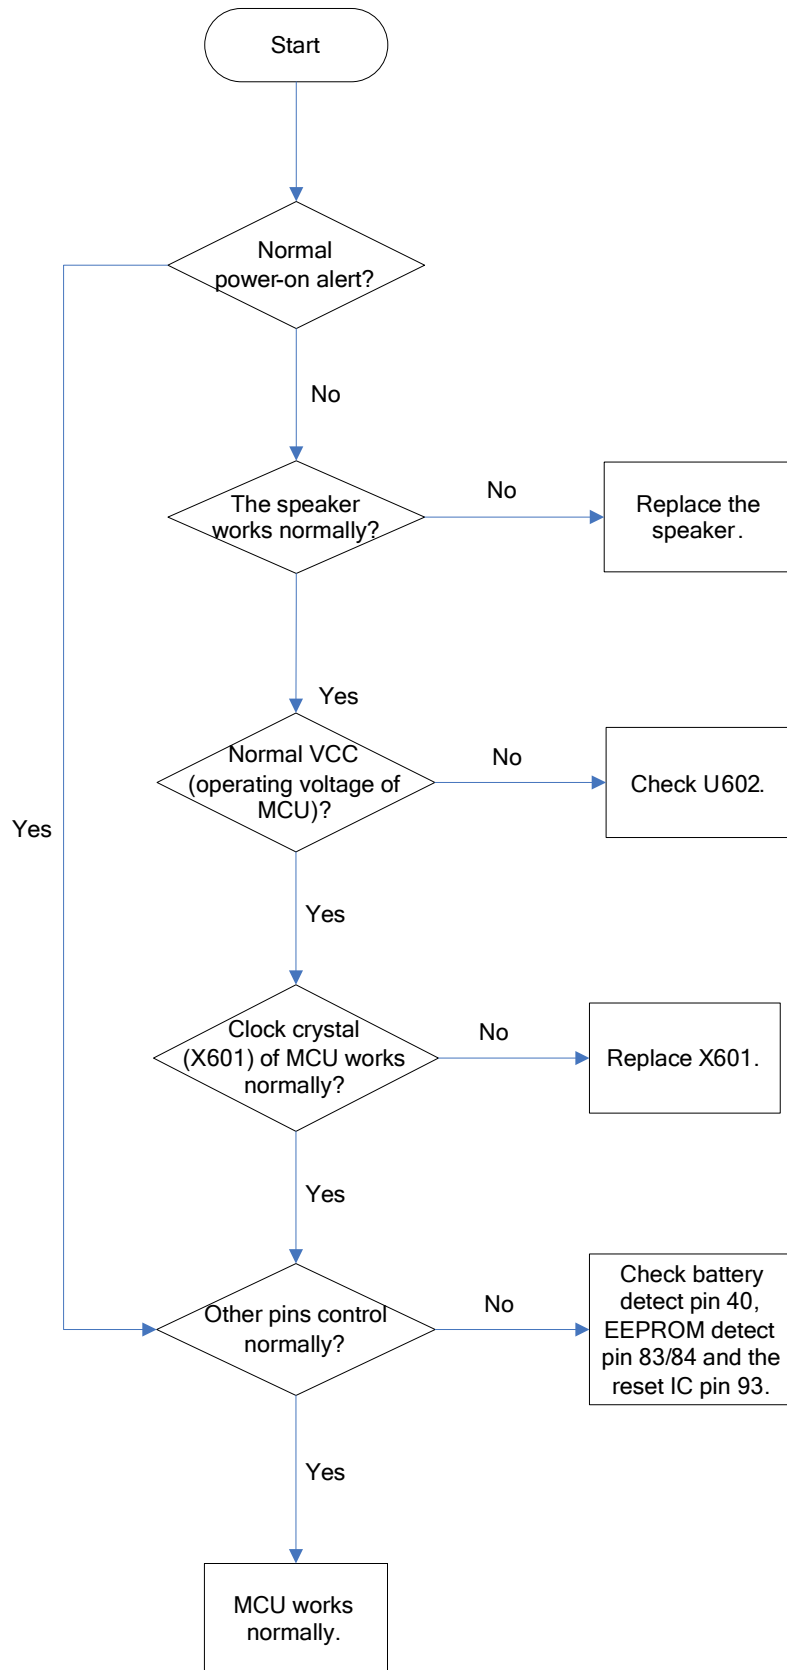 Start
Normal
power-on alert?
No
The speaker
works normally?
No
Replace the
speaker.
Yes
Normal VCC
(operating voltage of
MCU)?
No
Check U602.
Yes
Yes
Clock crystal
(X601) of MCU works
normally?
No
Replace X601.
Yes
Other pins control
normally?
No
Check battery
detect pin 40,
EEPROM detect
pin 83/84 and the
reset IC pin 93.
Yes
MCU works
normally.